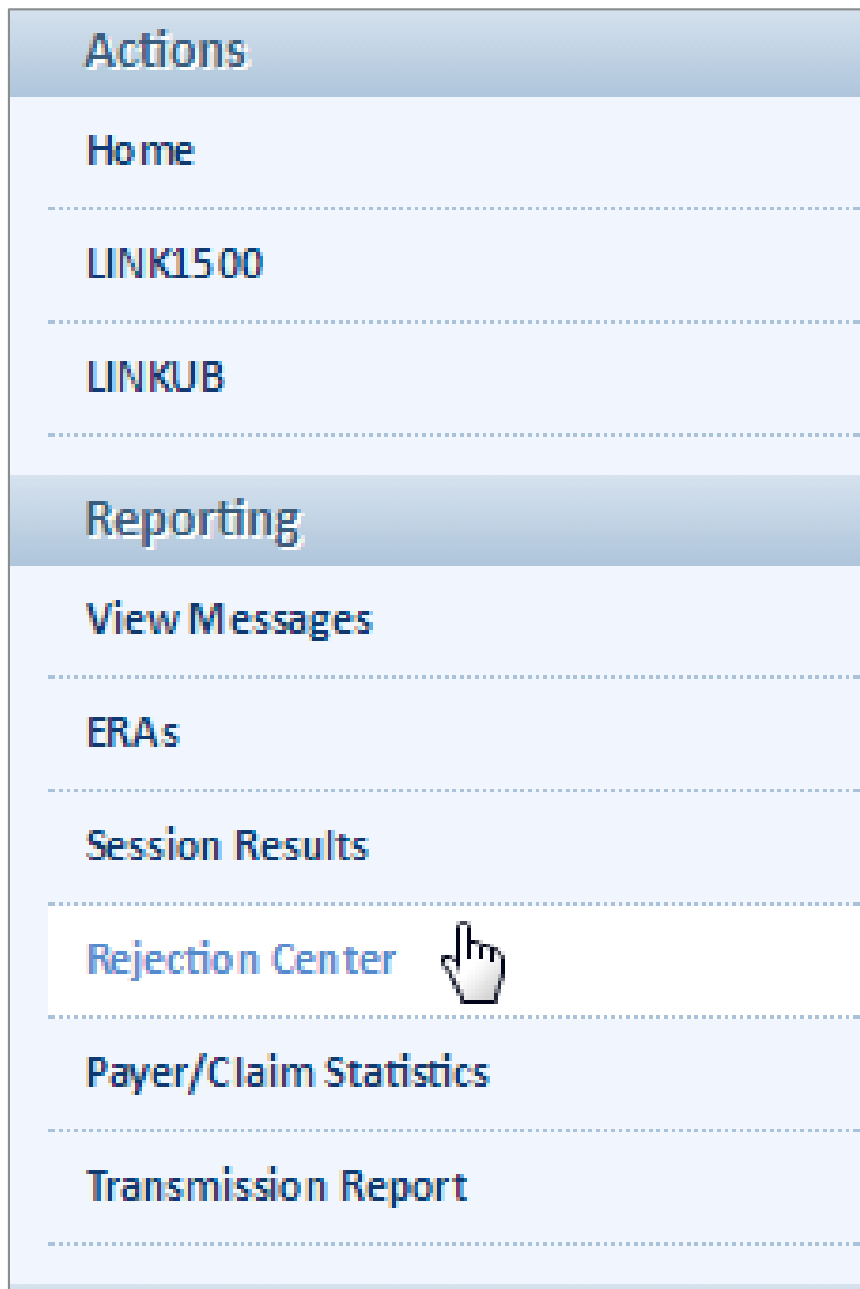 Actions
Home
LINK1500
LINKUB
Reporting
View Messages
ERAs
Session Results
Rejection Center
Payer/Claim Statistics
Transmission Report